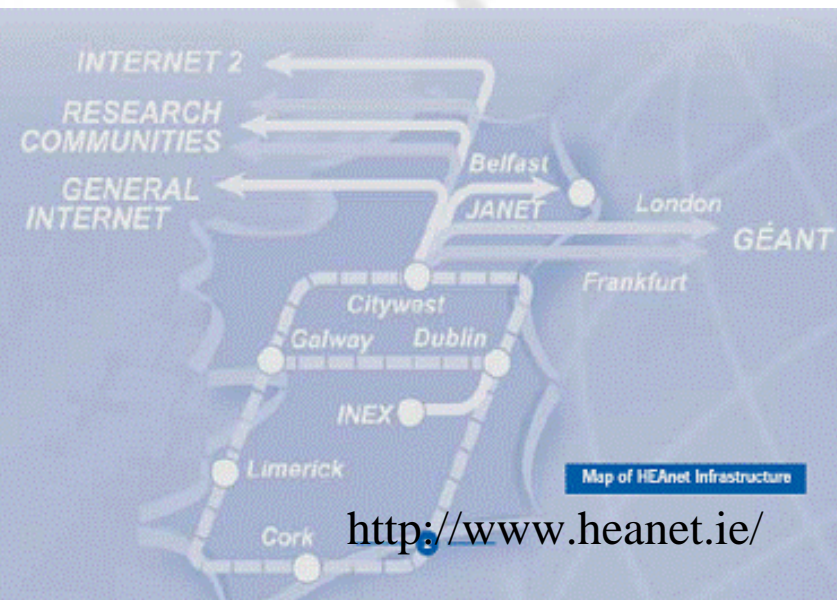 INTERNET 2
RESEARCH
COMMUNITIES
GENERAL
INTERNET
Belfast
JANET
London
GÉANT
Frankfurt
Citywest
Galway
Dublin
INEX
Limerick
Map of HEAnet Infrastructure
http://www.heanet.ie/
Cork